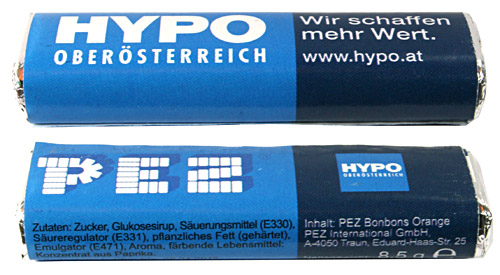 HYPO
OBERÖSTERREICH
Wir schaffen
mehr Wert.
www.hypo.at
PEZ
HYPO
OBERÖSTERREICH
Zutaten: Zucker, Glukosesirup, Säuerungsmittel (E330),
Säureregulator (E331), pflanzliches Fett (gehärtet),
Emulgator (E471), Aroma, färbende Lebensmittel:
Konzentrat aus Paprika.
Inhalt: PEZ Bonbons Orange
PEZ International GmbH,
A-4050 Traun, Eduard-Haas-Str. 25
8,5 g e